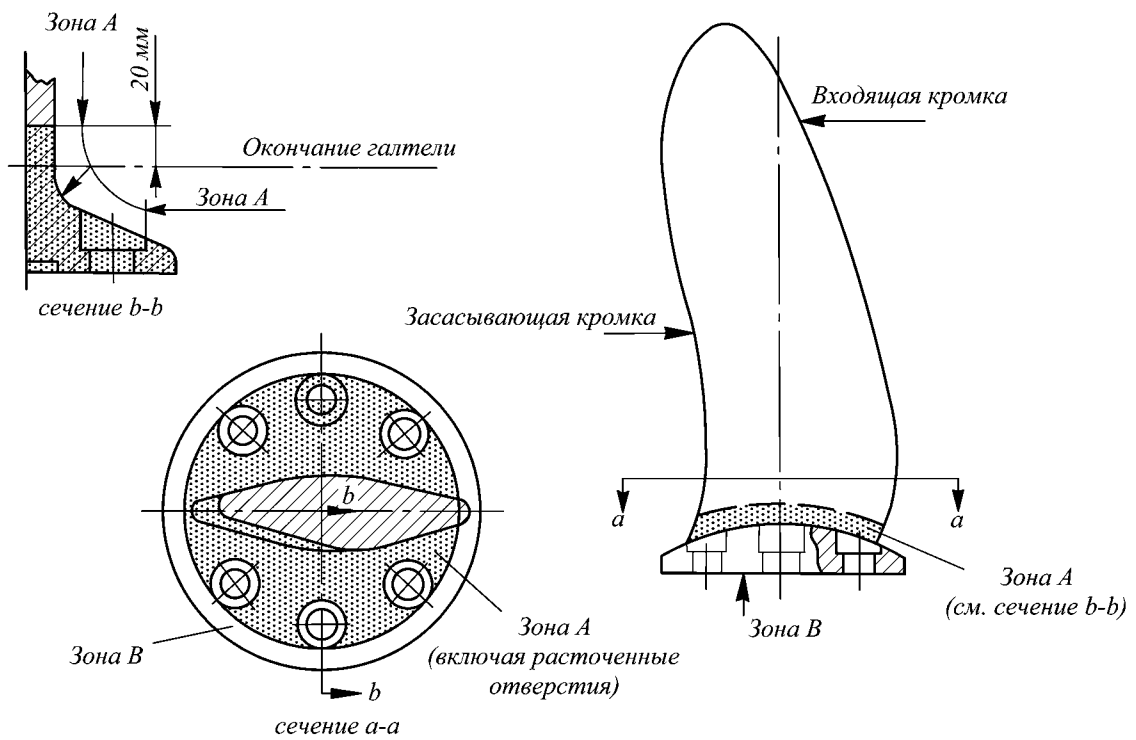 Зона А
20 мм
Окончание галтели
Зона А
сечение b-b
Входящая кромка
Засасывающая кромка
b
a
a
Зона А
(см. сечение b-b)
Зона В
Зона В
Зона А
(включая расточенные
отверстия)
b
сечение а-а